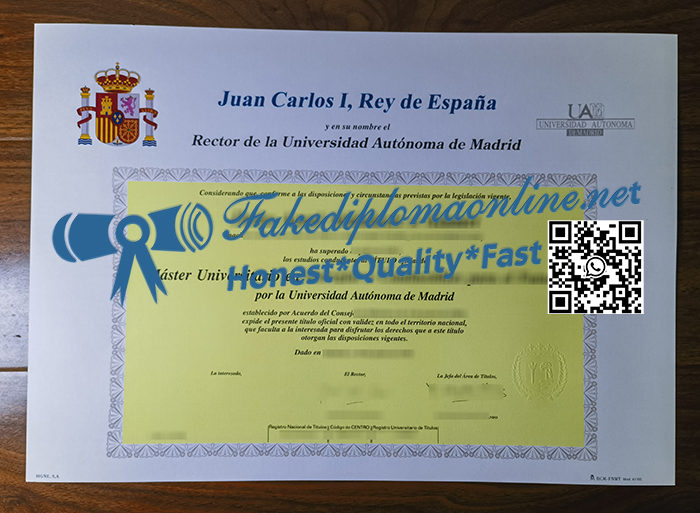 Juan Carlos I, Rey de España
y en su nombre el
Rector de la Universidad Autónoma de Madrid
UA
UNIVERSIDAD AUTONOMA
DE MADRID
Considerando que, conforme a las disposiciones y circunstancias previstas por la legislación vigente,
Fakediplomaonline.net
Honest*Quality*Fast
ha superado
los estudios
Máster
por la Universidad Autónoma de Madrid
establecido por Acuerdo del Consejo
expide el presente título oficial con validez en todo el territorio nacional,
que faculta a la interesada para disfrutar los derechos que a este título
otorgan las disposiciones vigentes.
Dado en
La interesada,
El Rector,
La Jefa del Área de Títulos,
Registro Nacional de Títulos Código de CENTRO Registro Universitario de Títulos